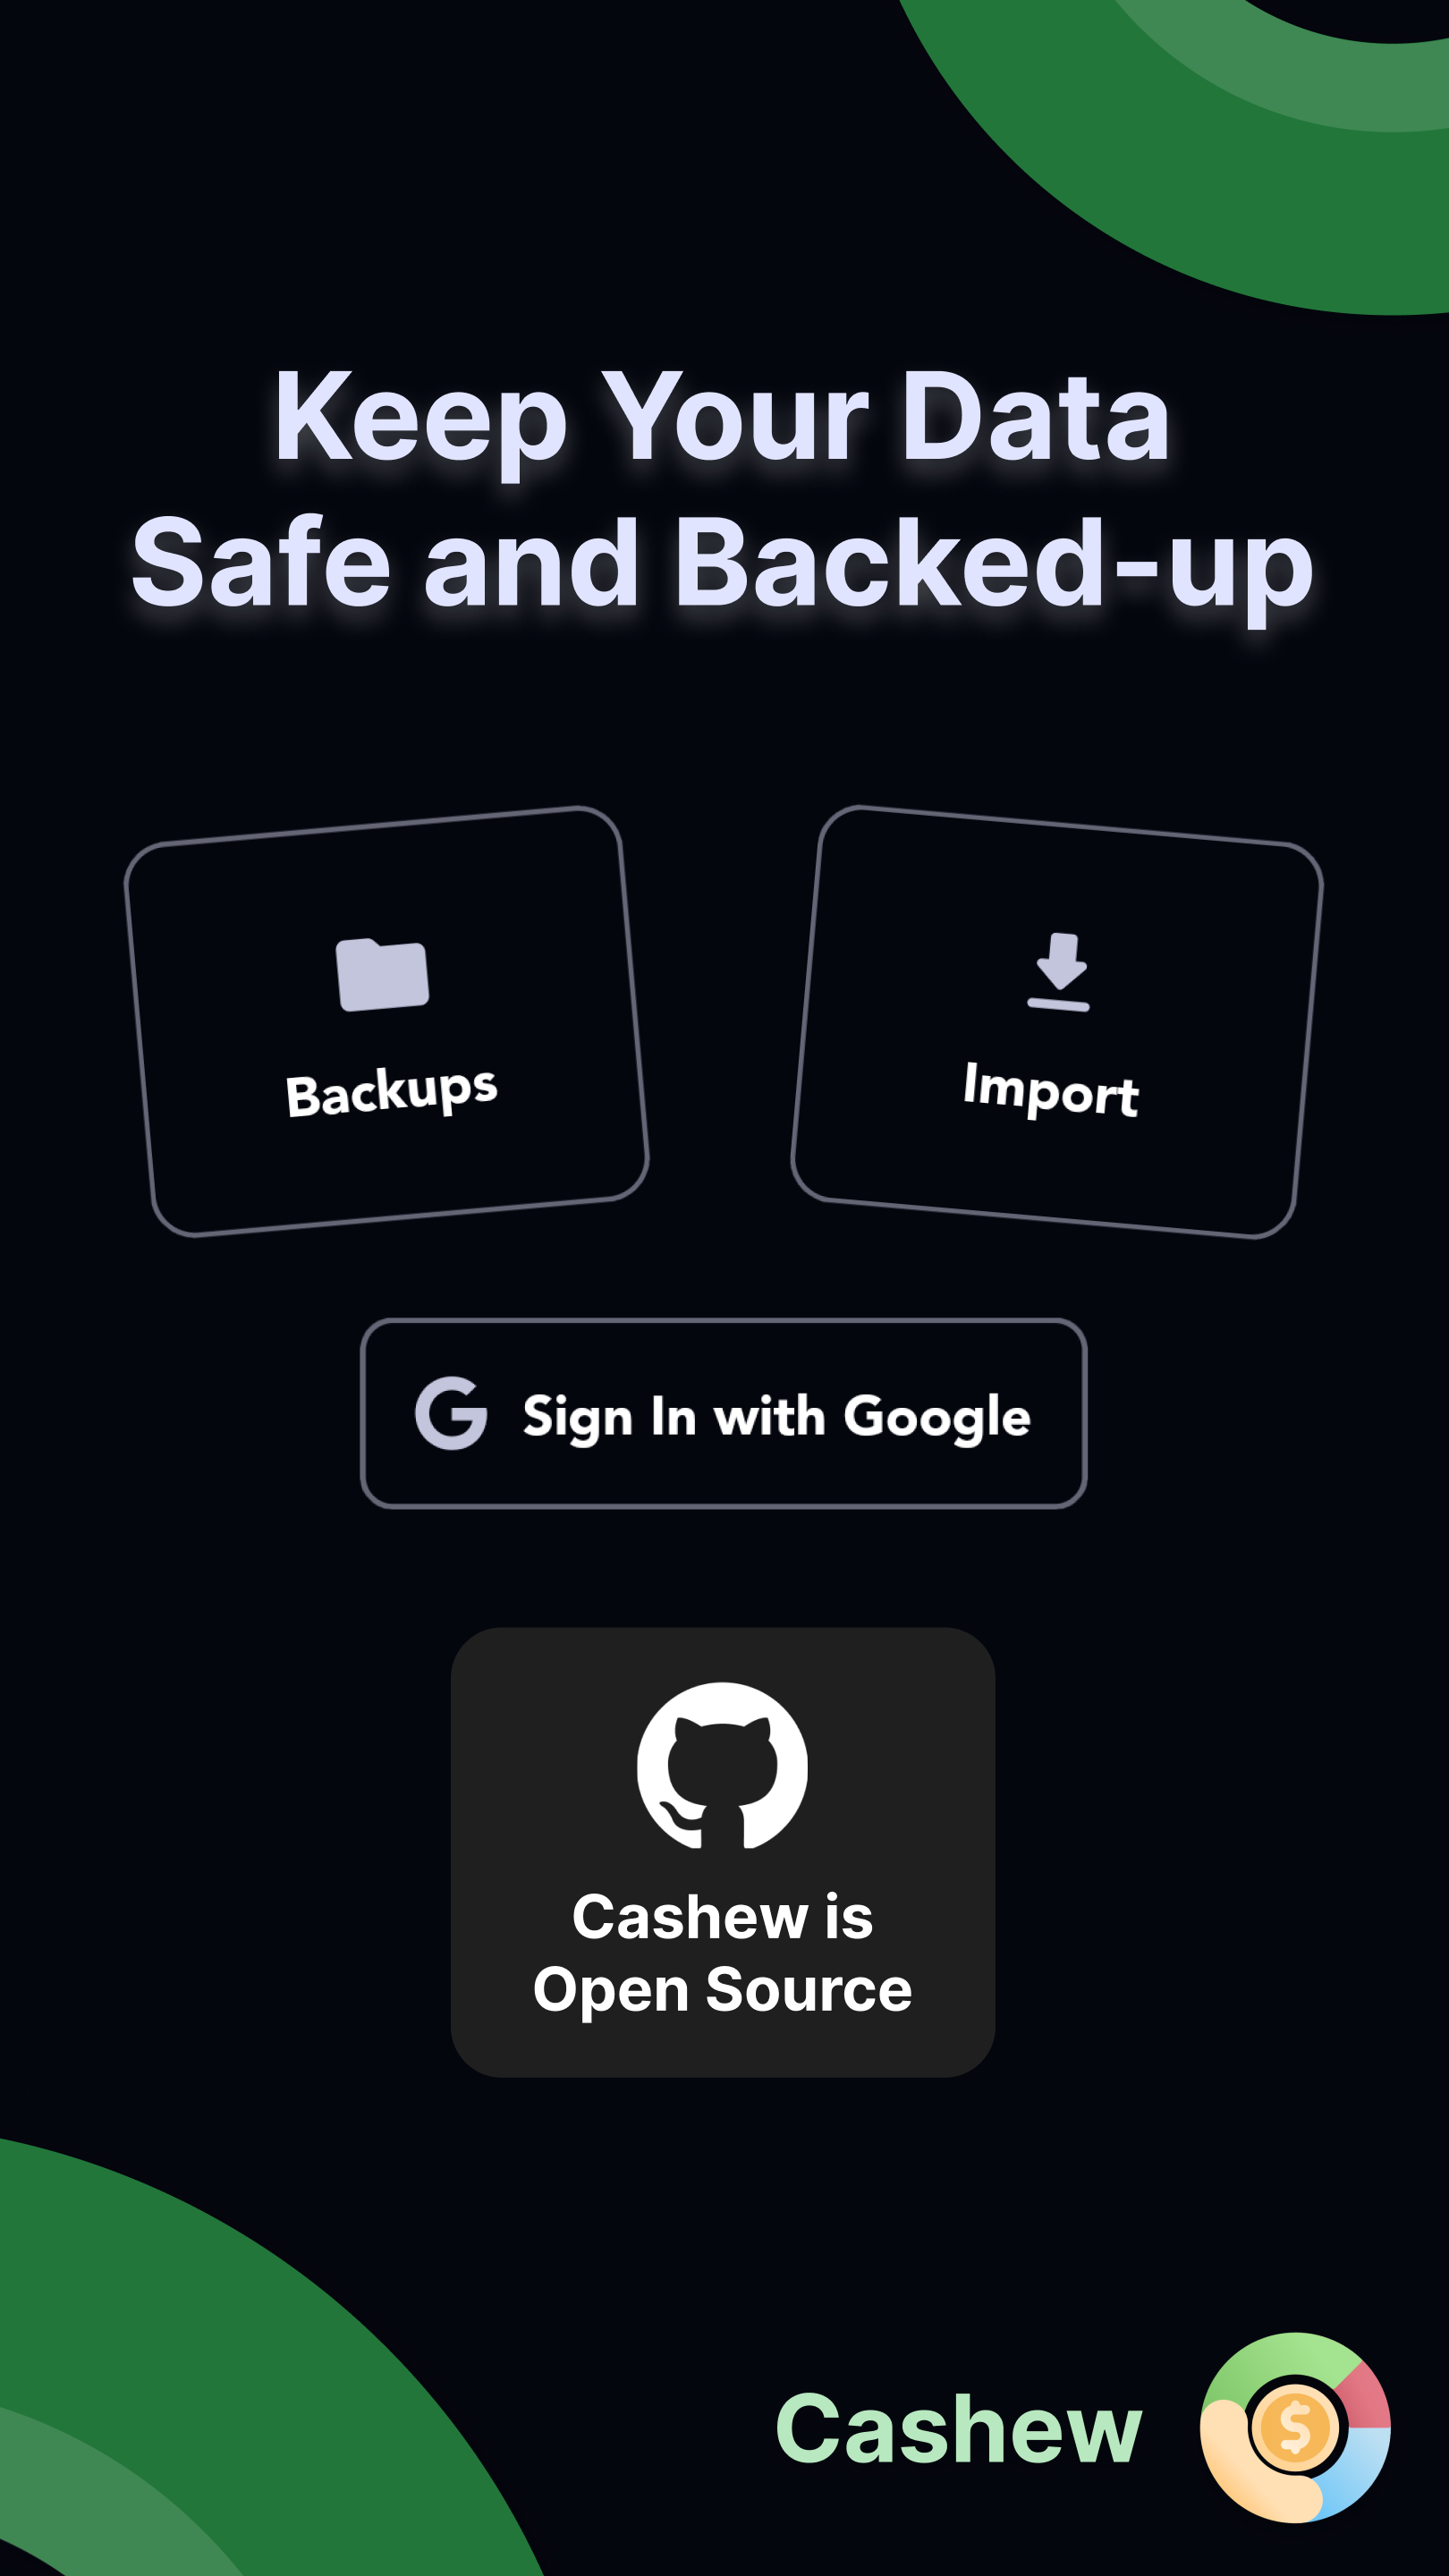 Keep Your Data
Safe and Backed-up
Backups
Import
Sign In with Google
Cashew is
Open Source
Cashew